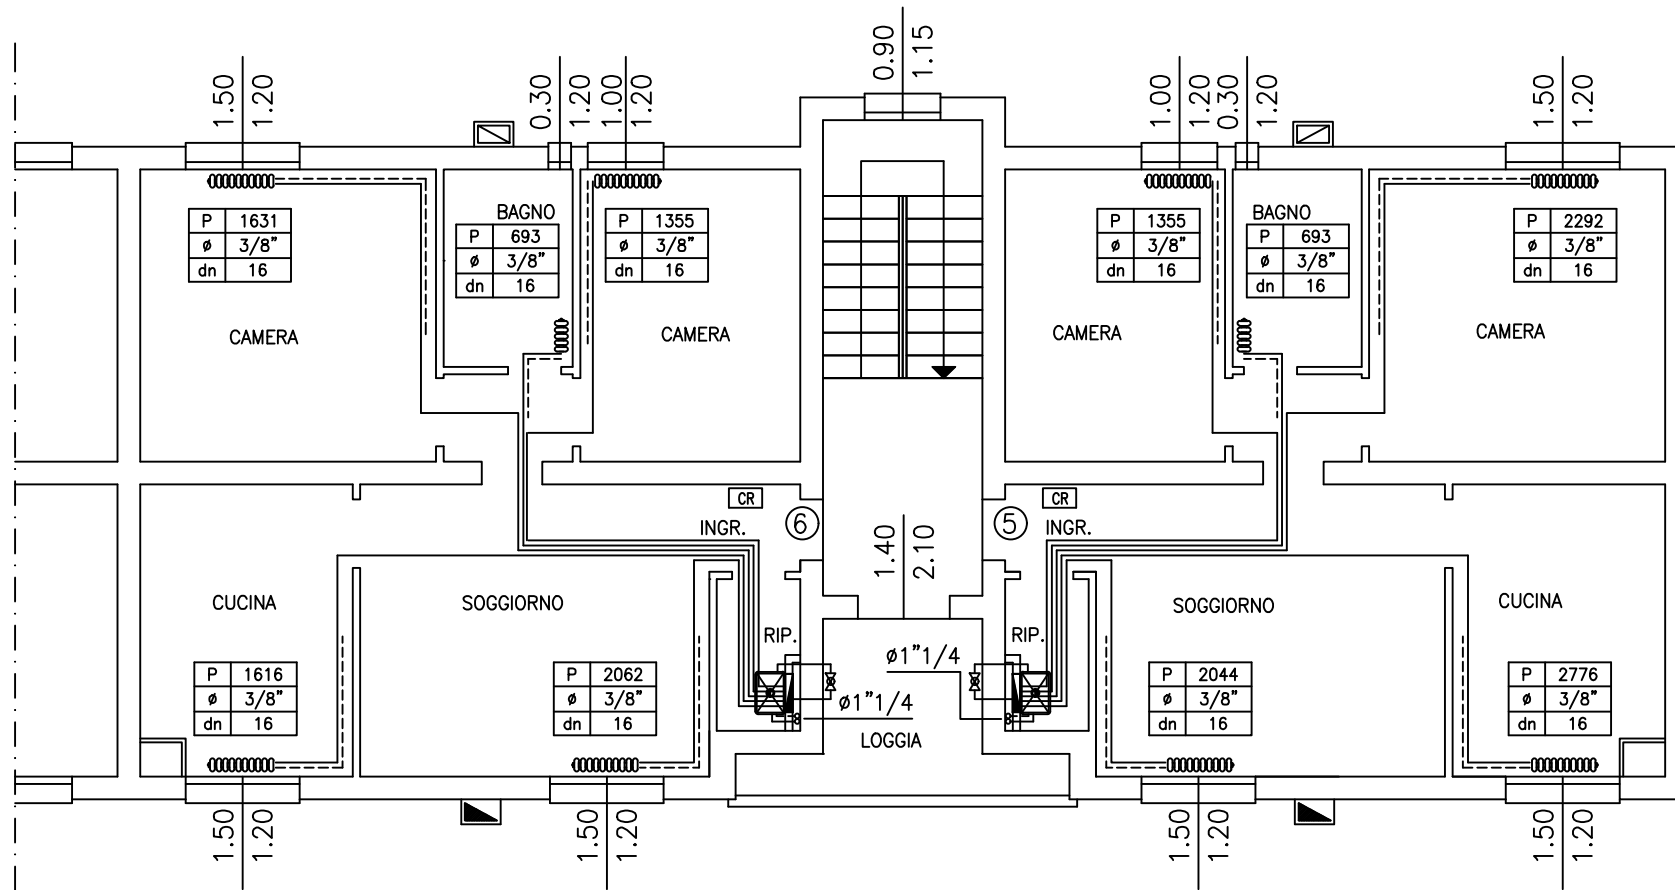 0.90
1.15
1.50
1.20
0.30
1.20
1.00
1.20
1.00
1.20
0.30
1.20
1.50
1.20
P 1631
ø 3/8"
dn 16
BAGNO
P 693
ø 3/8"
dn 16
P 1355
ø 3/8"
dn 16
P 1355
ø 3/8"
dn 16
BAGNO
P 693
ø 3/8"
dn 16
P 2292
ø 3/8"
dn 16
CAMERA
CAMERA
CAMERA
CAMERA
CR
CR
INGR.
6
5
INGR.
1.40
2.10
CUCINA
SOGGIORNO
SOGGIORNO
CUCINA
RIP.
RIP.
ø1"1/4
ø1"1/4
LOGGIA
P 1616
ø 3/8"
dn 16
P 2062
ø 3/8"
dn 16
P 2044
ø 3/8"
dn 16
P 2776
ø 3/8"
dn 16
1.50
1.20
1.50
1.20
1.50
1.20
1.50
1.20